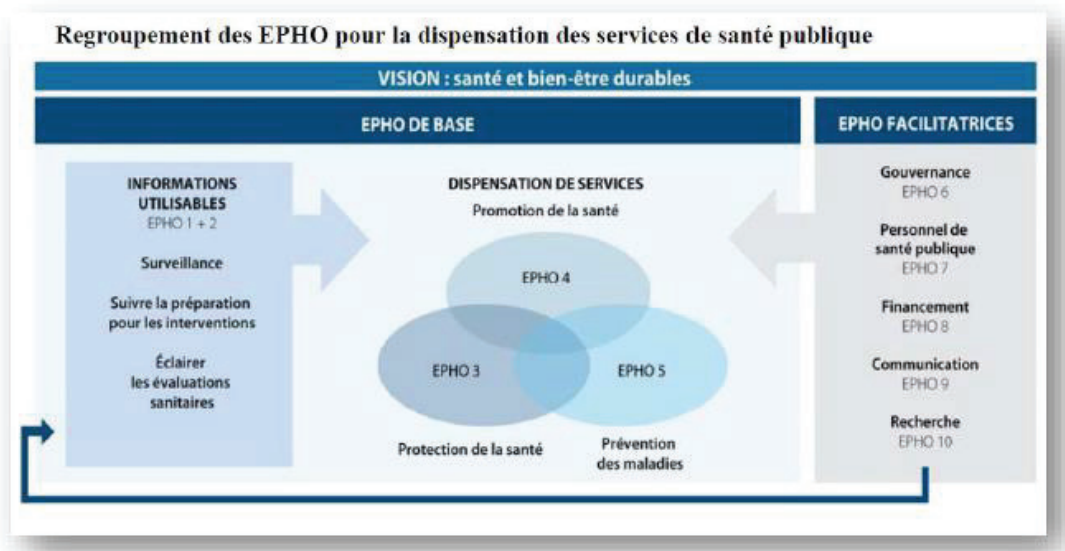 Regroupement des EPHO pour la dispensation des services de santé publique
VISION : santé et bien-être durables
EPHO DE BASE
INFORMATIONS
UTILISABLES
EPHO 1 + 2
Surveillance
Suivre la préparation
pour les interventions
Éclairer
les évaluations
sanitaires
DISPENSATION DE SERVICES
Promotion de la santé
EPHO 4
EPHO 3
EPHO 5
Protection de la santé
Prévention
des maladies
EPHO FACILITATRICES
Gouvernance
EPHO 6
Personnel de
santé publique
EPHO 7
Financement
EPHO 8
Communication
EPHO 9
Recherche
EPHO 10